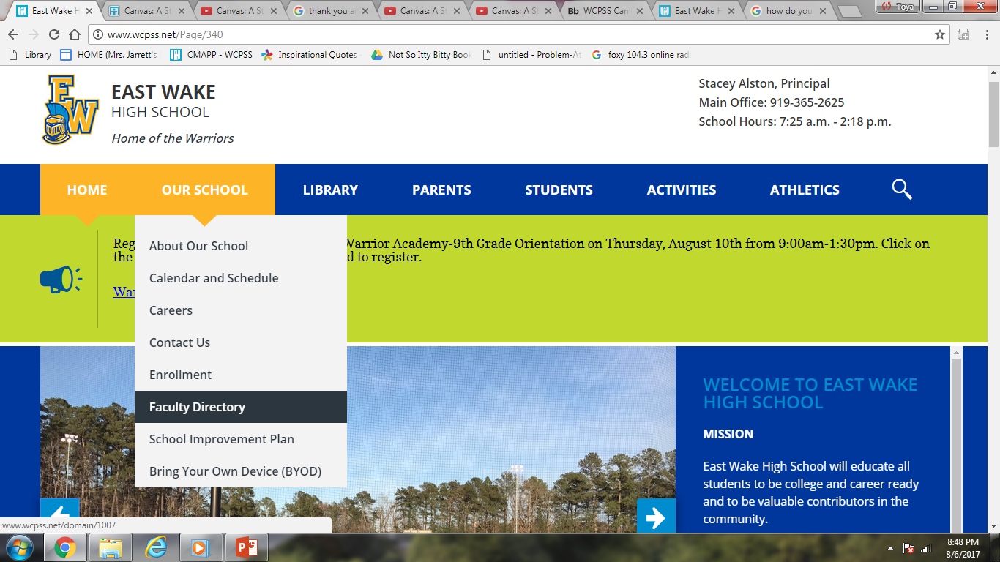 East Wake H
Canvas: A St
Canvas: A St
thank you a
Canvas: A St
Canvas: A St
Bb WCPSS Can
East Wake H
how do you
Toya
www.wcpss.net/Page/340
Library
HOME (Mrs. Jarrett's
CMAPP - WCPSS
Inspirational Quotes
Not So Itty Bitty Book
untitled - Problem-At
foxy 104.3 online rad
EW
EAST WAKE
HIGH SCHOOL
Home of the Warriors
Stacey Alston, Principal
Main Office: 919-365-2625
School Hours: 7:25 a.m. - 2:18 p.m.
HOME
OUR SCHOOL
LIBRARY
PARENTS
STUDENTS
ACTIVITIES
ATHLETICS
About Our School
Calendar and Schedule
Careers
Contact Us
Enrollment
Faculty Directory
School Improvement Plan
Bring Your Own Device (BYOD)
Reg Warrior Academy-9th Grade Orientation on Thursday, August 10th from 9:00am-1:30pm. Click on
the d to register.
War
WELCOME TO EAST WAKE
HIGH SCHOOL
MISSION
East Wake High School will educate all
students to be college and career ready
and to be valuable contributors in the
community.
www.wcpss.net/domain/1007
8:48 PM
8/6/2017